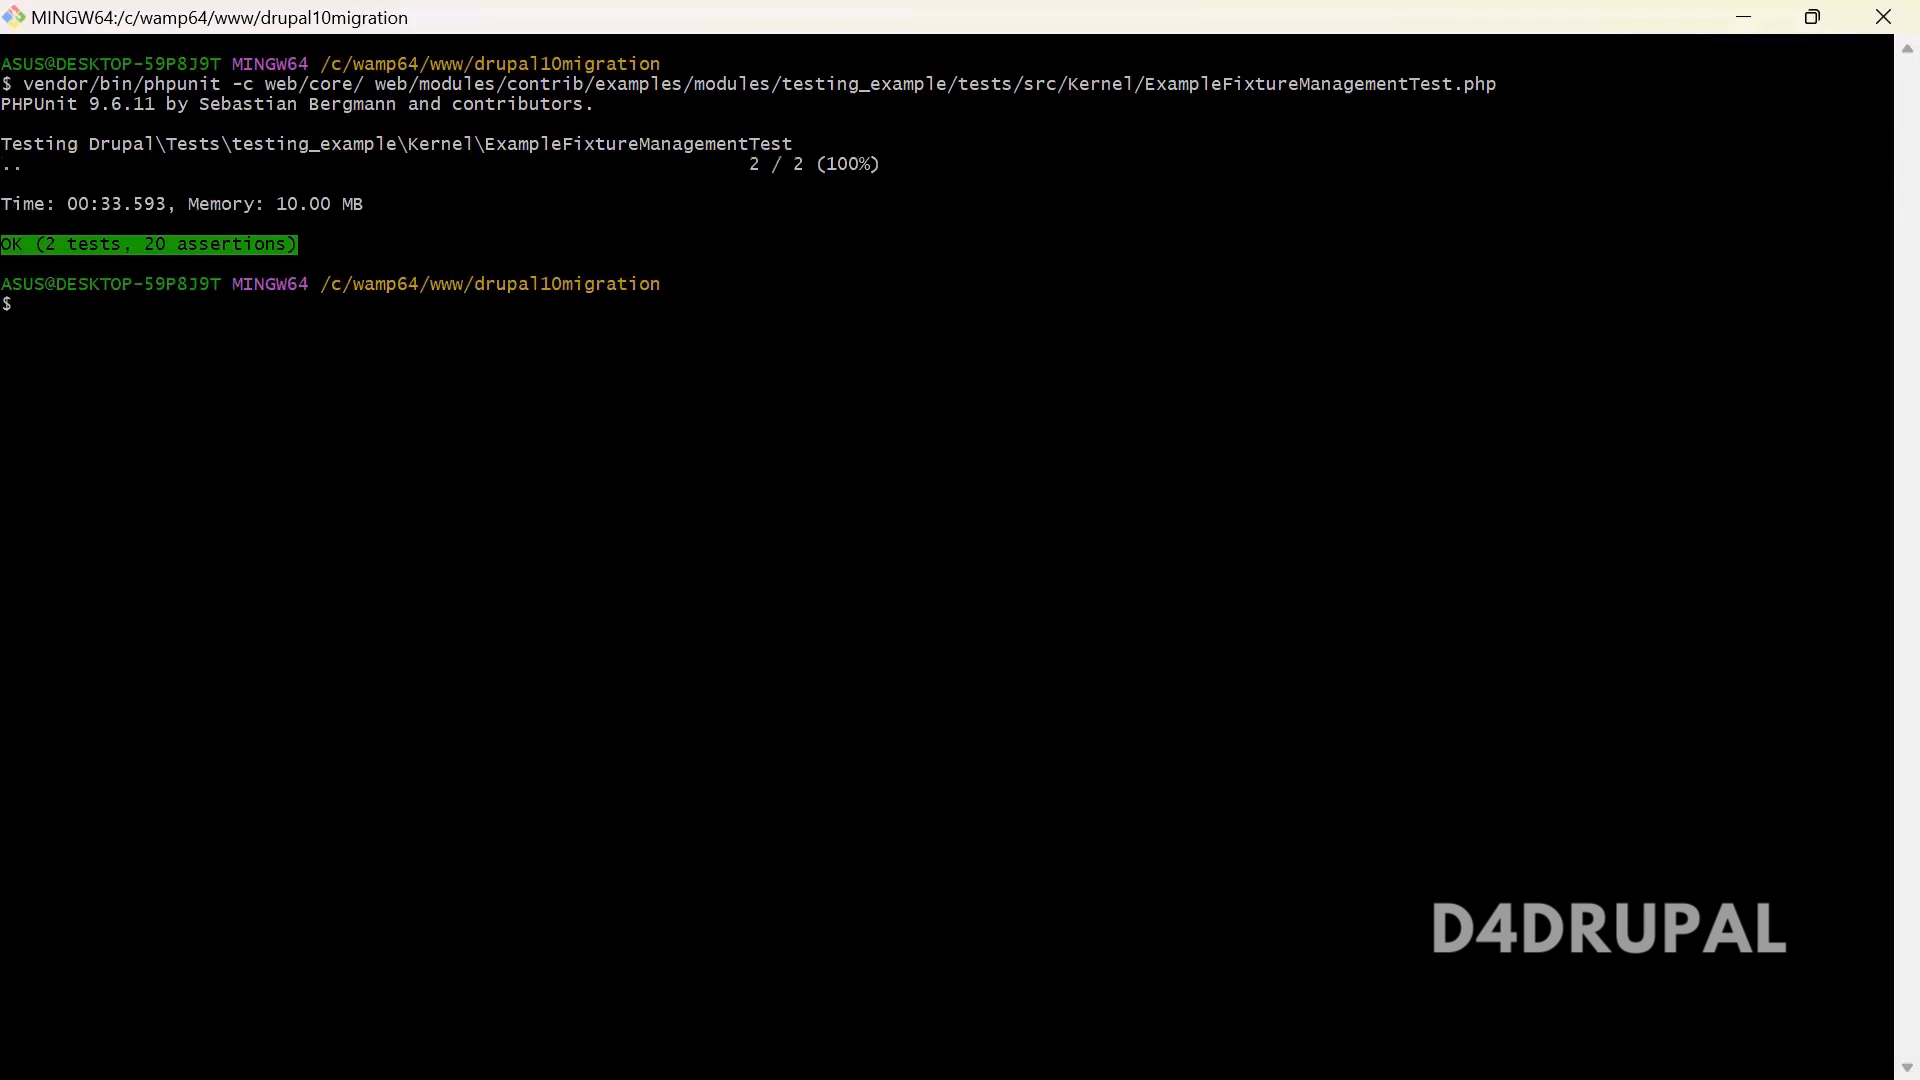 MINGW64:/c/wamp64/www/drupal10migration
ASUS@DESKTOP-59P8J9T MINGW64 /c/wamp64/www/drupal10migration
$ vendor/bin/phpunit -c web/core/ web/modules/contrib/examples/modules/testing_example/tests/src/Kernel/ExampleFixtureManagementTest.php
PHPUnit 9.6.11 by Sebastian Bergmann and contributors.
Testing Drupal\Tests\testing_example\Kernel\ExampleFixtureManagementTest
.. 2 / 2 (100%)
Time: 00:33.593, Memory: 10.00 MB
OK (2 tests, 20 assertions)
ASUS@DESKTOP-59P8J9T MINGW64 /c/wamp64/www/drupal10migration
$
D4DRUPAL